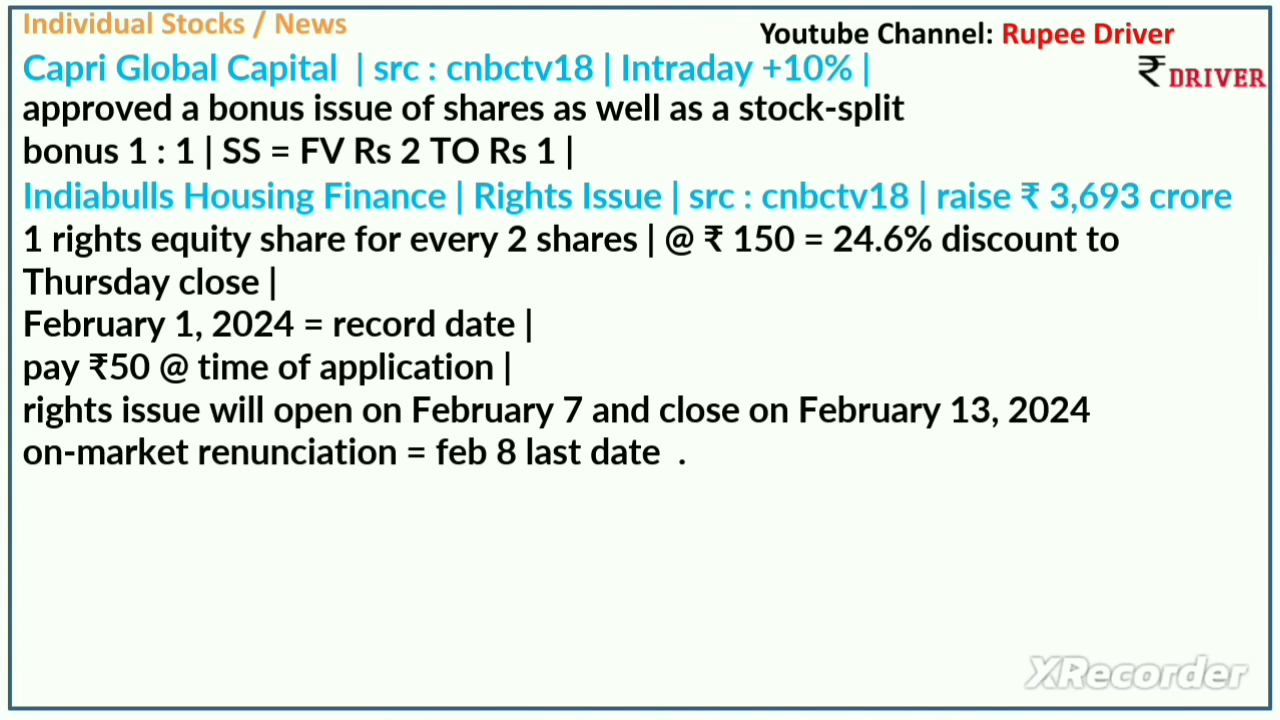 Individual Stocks / News
Youtube Channel: Rupee Driver
₹ DRIVER
Capri Global Capital | src : cnbctv18 | Intraday +10% |
approved a bonus issue of shares as well as a stock-split
bonus 1 : 1 | SS = FV Rs 2 TO Rs 1 |
Indiabulls Housing Finance | Rights Issue | src : cnbctv18 | raise ₹ 3,693 crore
1 rights equity share for every 2 shares | @ ₹ 150 = 24.6% discount to
Thursday close |
February 1, 2024 = record date |
pay ₹50 @ time of application |
rights issue will open on February 7 and close on February 13, 2024
on-market renunciation = feb 8 last date .
XRecorder